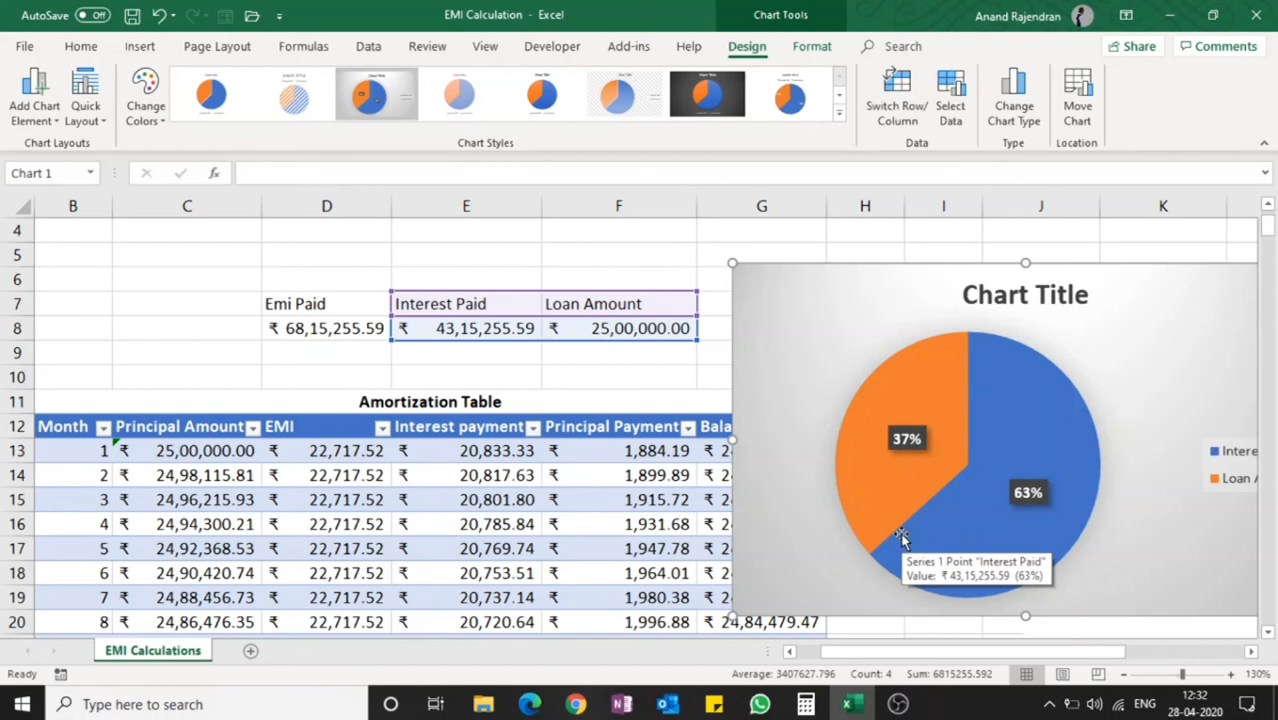 AutoSave Off
EMI Calculation - Excel
Chart Tools
Anand Rajendran
File Home Insert Page Layout Formulas Data Review View Developer Add-ins Help Design Format Search Share Comments
Add Chart Element
Quick Layout
Change Colors
Switch Row/ Column
Select Data
Change Chart Type
Move Chart
Chart Layouts
Chart Styles
Data
Type
Location
Chart 1
fx
B C D E F G H I J K
4
5
6
7 Emi Paid Interest Paid Loan Amount
8 ₹ 68,15,255.59 ₹ 43,15,255.59 ₹ 25,00,000.00
9
10
11 Amortization Table
12 Month Principal Amount EMI Interest payment Principal Payment Bala
13 1 ₹ 25,00,000.00 ₹ 22,717.52 ₹ 20,833.33 ₹ 1,884.19 ₹ 24
14 2 ₹ 24,98,115.81 ₹ 22,717.52 ₹ 20,817.63 ₹ 1,899.89 ₹ 24
15 3 ₹ 24,96,215.93 ₹ 22,717.52 ₹ 20,801.80 ₹ 1,915.72 ₹ 24
16 4 ₹ 24,94,300.21 ₹ 22,717.52 ₹ 20,785.84 ₹ 1,931.68 ₹ 24
17 5 ₹ 24,92,368.53 ₹ 22,717.52 ₹ 20,769.74 ₹ 1,947.78 ₹ 24
18 6 ₹ 24,90,420.74 ₹ 22,717.52 ₹ 20,753.51 ₹ 1,964.01 ₹ 24
19 7 ₹ 24,88,456.73 ₹ 22,717.52 ₹ 20,737.14 ₹ 1,980.38 ₹ 24
20 8 ₹ 24,86,476.35 ₹ 22,717.52 ₹ 20,720.64 ₹ 1,996.88 ₹ 24,84,479.47
Chart Title
37%
63%
Intere
Loan A
Series 1 Point "Interest Paid"
Value: ₹ 43,15,255.59 (63%)
EMI Calculations
Ready
Average: 3407627.796 Count: 4 Sum: 6815255.592
130%
Type here to search
ENG
12:32
28-04-2020